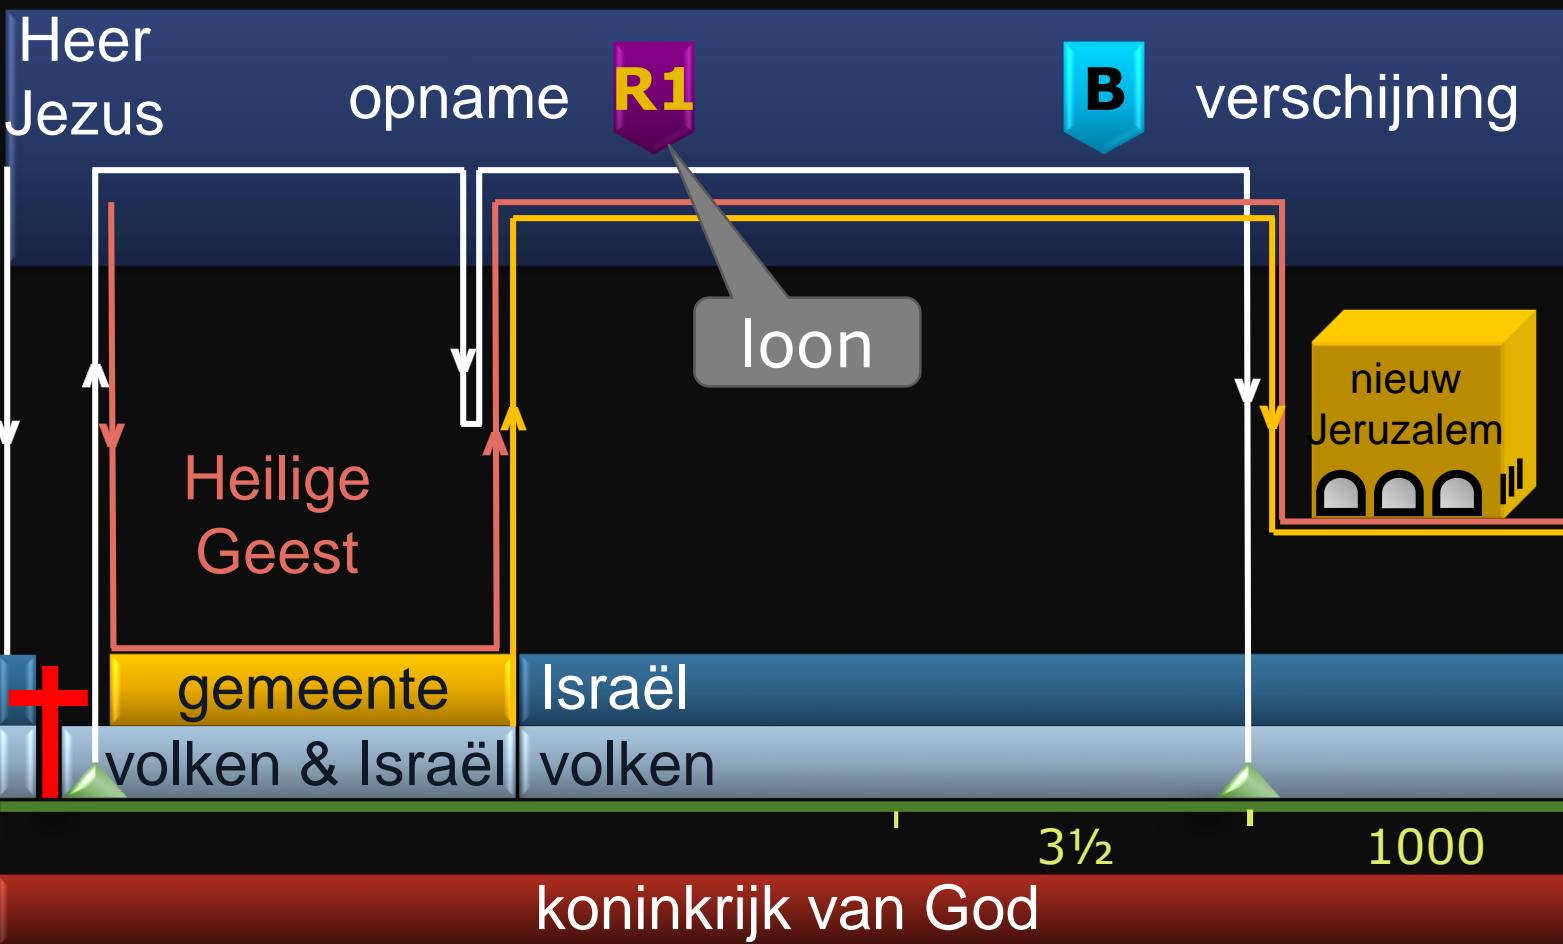 Heer
Jezus
opname
R1
B
verschijning
loon
nieuw
Jeruzalem
Heilige
Geest
gemeente
Israël
volken & Israël
volken
3½
1000
koninkrijk van God